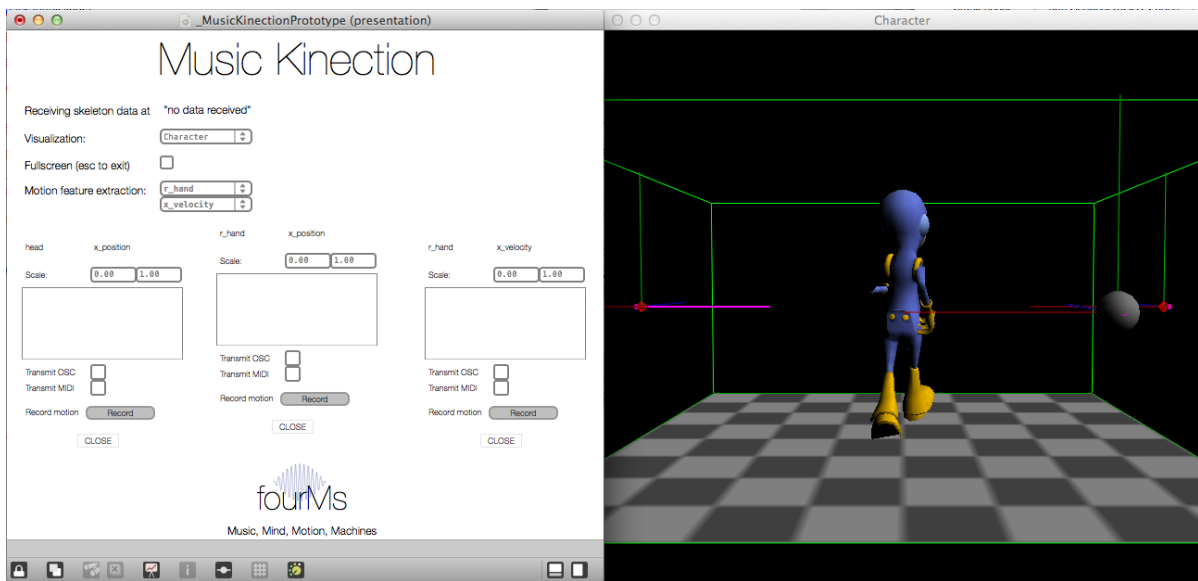 _MusicKinectionPrototype (presentation)
Music Kinection
Receiving skeleton data at "no data received"
Visualization: Character
Fullscreen (esc to exit)
Motion feature extraction: r_hand
x_velocity
head x_position
Scale: 0.00 1.00
Transmit OSC
Transmit MIDI
Record motion Record
CLOSE
r_hand x_position
Scale: 0.00 1.00
Transmit OSC
Transmit MIDI
Record motion Record
CLOSE
r_hand x_velocity
Scale: 0.00 1.00
Transmit OSC
Transmit MIDI
Record motion Record
CLOSE
fourMs
Music, Mind, Motion, Machines
Character